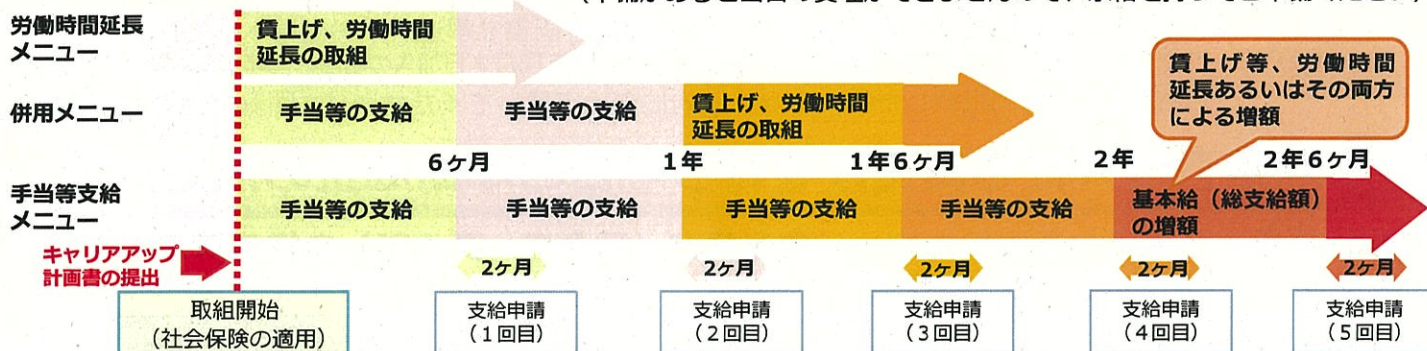 労働時間延長
メニュー
賃上げ、労働時間
延長の取組
併用メニュー
手当等の支給
手当等の支給
賃上げ、労働時間
延長の取組
賃上げ等、労働時間
延長あるいはその両方
による増額
6ヶ月
1年
1年6ヶ月
2年
2年6ヶ月
手当等支給
メニュー
手当等の支給
手当等の支給
手当等の支給
手当等の支給
基本給(総支給額)
の増額
キャリアアップ
計画書の提出
2ヶ月
2ヶ月
2ヶ月
2ヶ月
2ヶ月
取組開始
(社会保険の適用)
支給申請
(1回目)
支給申請
(2回目)
支給申請
(3回目)
支給申請
(4回目)
支給申請
(5回目)